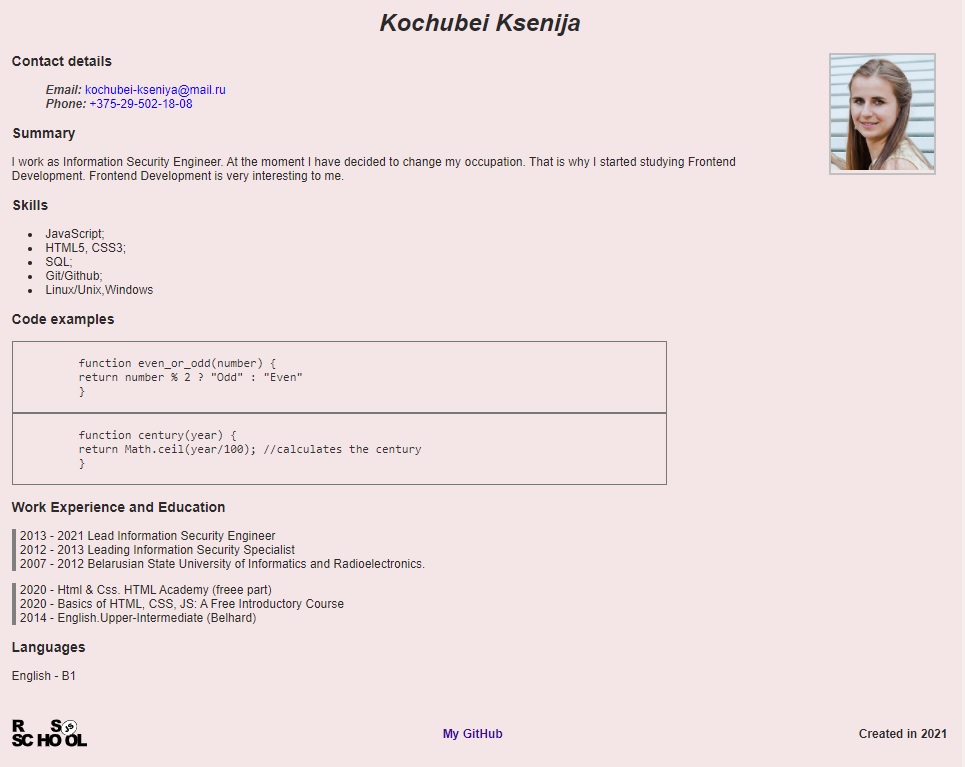 Kochubei Ksenija
Contact details
Email: kochubei-kseniya@mail.ru
Phone: +375-29-502-18-08
Summary
I work as Information Security Engineer. At the moment I have decided to change my occupation. That is why I started studying Frontend
Development. Frontend Development is very interesting to me.
Skills
JavaScript;
HTML5, CSS3;
SQL;
Git/Github;
Linux/Unix,Windows
Code examples
function even_or_odd(number) {
return number % 2 ? "Odd" : "Even"
}
function century(year) {
return Math.ceil(year/100); //calculates the century
}
Work Experience and Education
2013 - 2021 Lead Information Security Engineer
2012 - 2013 Leading Information Security Specialist
2007 - 2012 Belarusian State University of Informatics and Radioelectronics.
2020 - Html & Css. HTML Academy (freee part)
2020 - Basics of HTML, CSS, JS: A Free Introductory Course
2014 - English.Upper-Intermediate (Belhard)
Languages
English - B1
R S JS
SCHOOL
My GitHub
Created in 2021